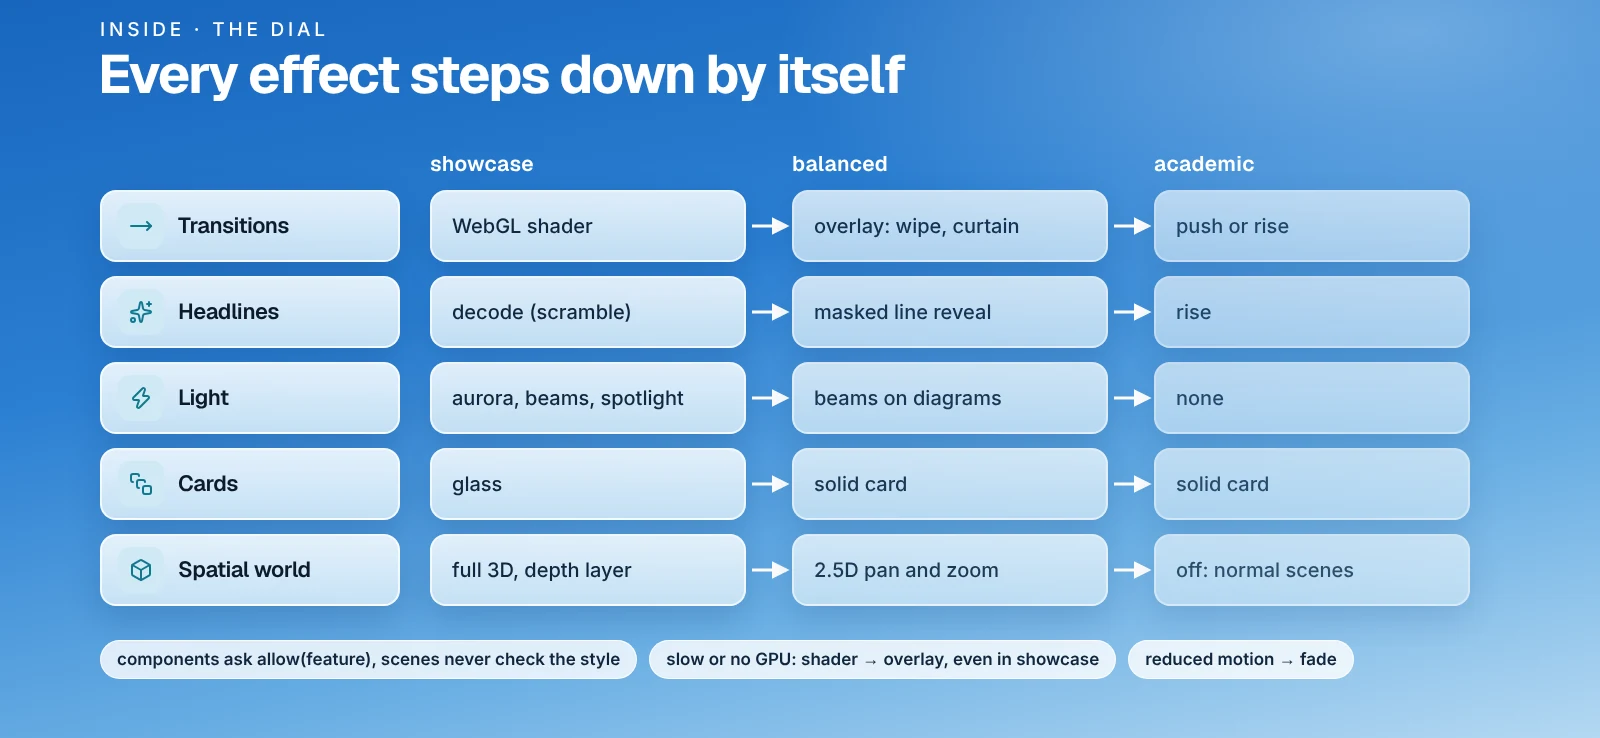 INSIDE · THE DIAL
Every effect steps down by itself
showcase balanced academic
Transitions WebGL shader overlay: wipe, curtain push or rise
Headlines decode (scramble) masked line reveal rise
Light aurora, beams, spotlight beams on diagrams none
Cards glass solid card solid card
Spatial world full 3D, depth layer 2.5D pan and zoom off: normal scenes
components ask allow(feature), scenes never check the style slow or no GPU: shader → overlay, even in showcase reduced motion → fade